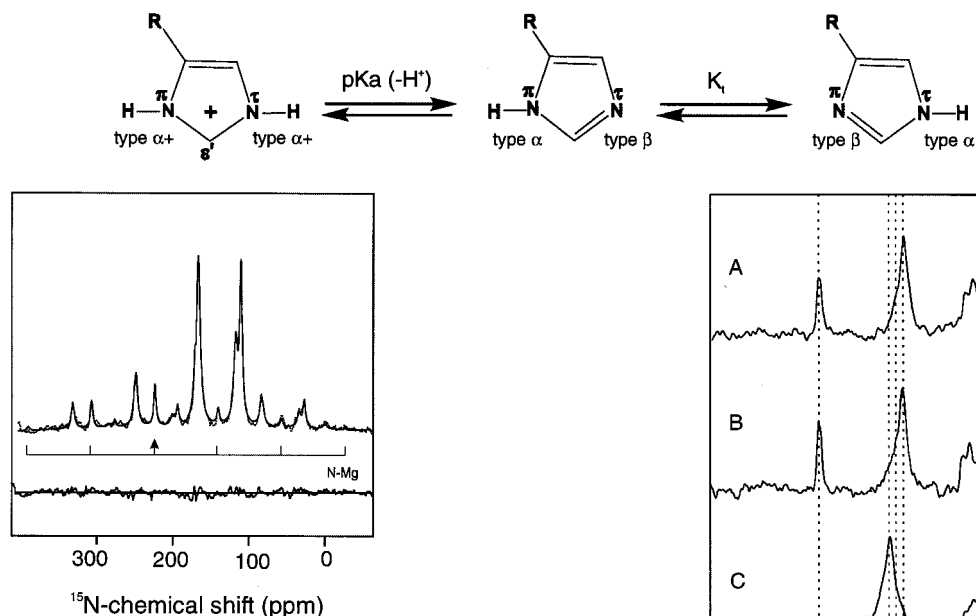 R R R
pKa (-H⁺) Kₜ
π τ π τ π τ
H–N + N–H H–N N N N–H
type α+ type α+ type α type β type β type α
ε'
A
B
C
N-Mg
300 200 100 0
¹⁵N-chemical shift (ppm)